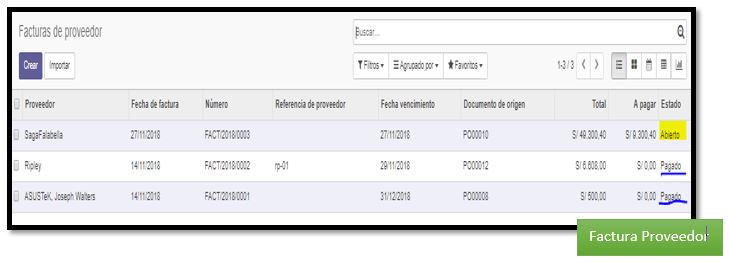 Facturas de proveedor
Buscar...
Crear Importar
Filtros Agrupado por Favoritos 1-3 / 3
Proveedor Fecha de factura Número Referencia de proveedor Fecha vencimiento Documento de origen Total A pagar Estado
SagaFalabella 27/11/2018 FACT/2018/0003 27/11/2018 PO00010 S/ 49.300,40 S/ 9.300,40 Abierto
Ripley 14/11/2018 FACT/2018/0002 rp-01 29/11/2018 PO00012 S/ 6.608,00 S/ 0,00 Pagado
ASUSTeK, Joseph Walters 14/11/2018 FACT/2018/0001 31/12/2018 PO00008 S/ 500,00 S/ 0,00 Pagado
Factura Proveedor